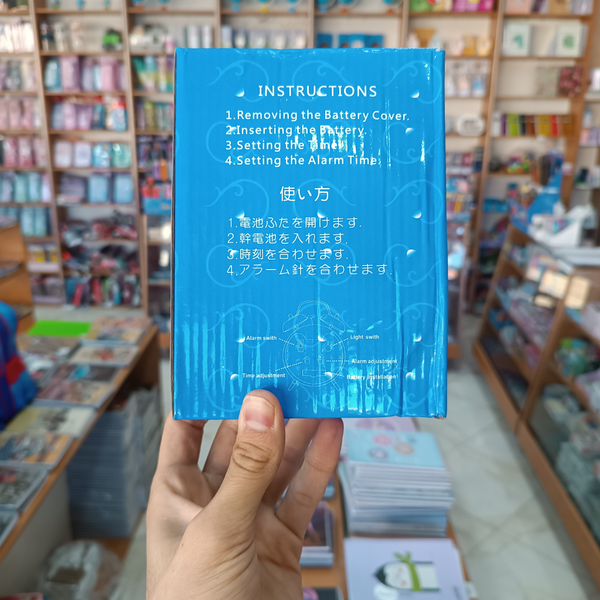 INSTRUCTIONS
1.Removing the Battery Cover.
2.Inserting the Battery.
3.Setting the Time.
4.Setting the Alarm Time.
使い方
1.電池ふたを開けます.
2.幹電池を入れます.
3.時刻を合わせます.
4.アラーム針を合わせます.
Alarm swith
Light swith
Alarm adjustment
Time adjustment
Battery installation